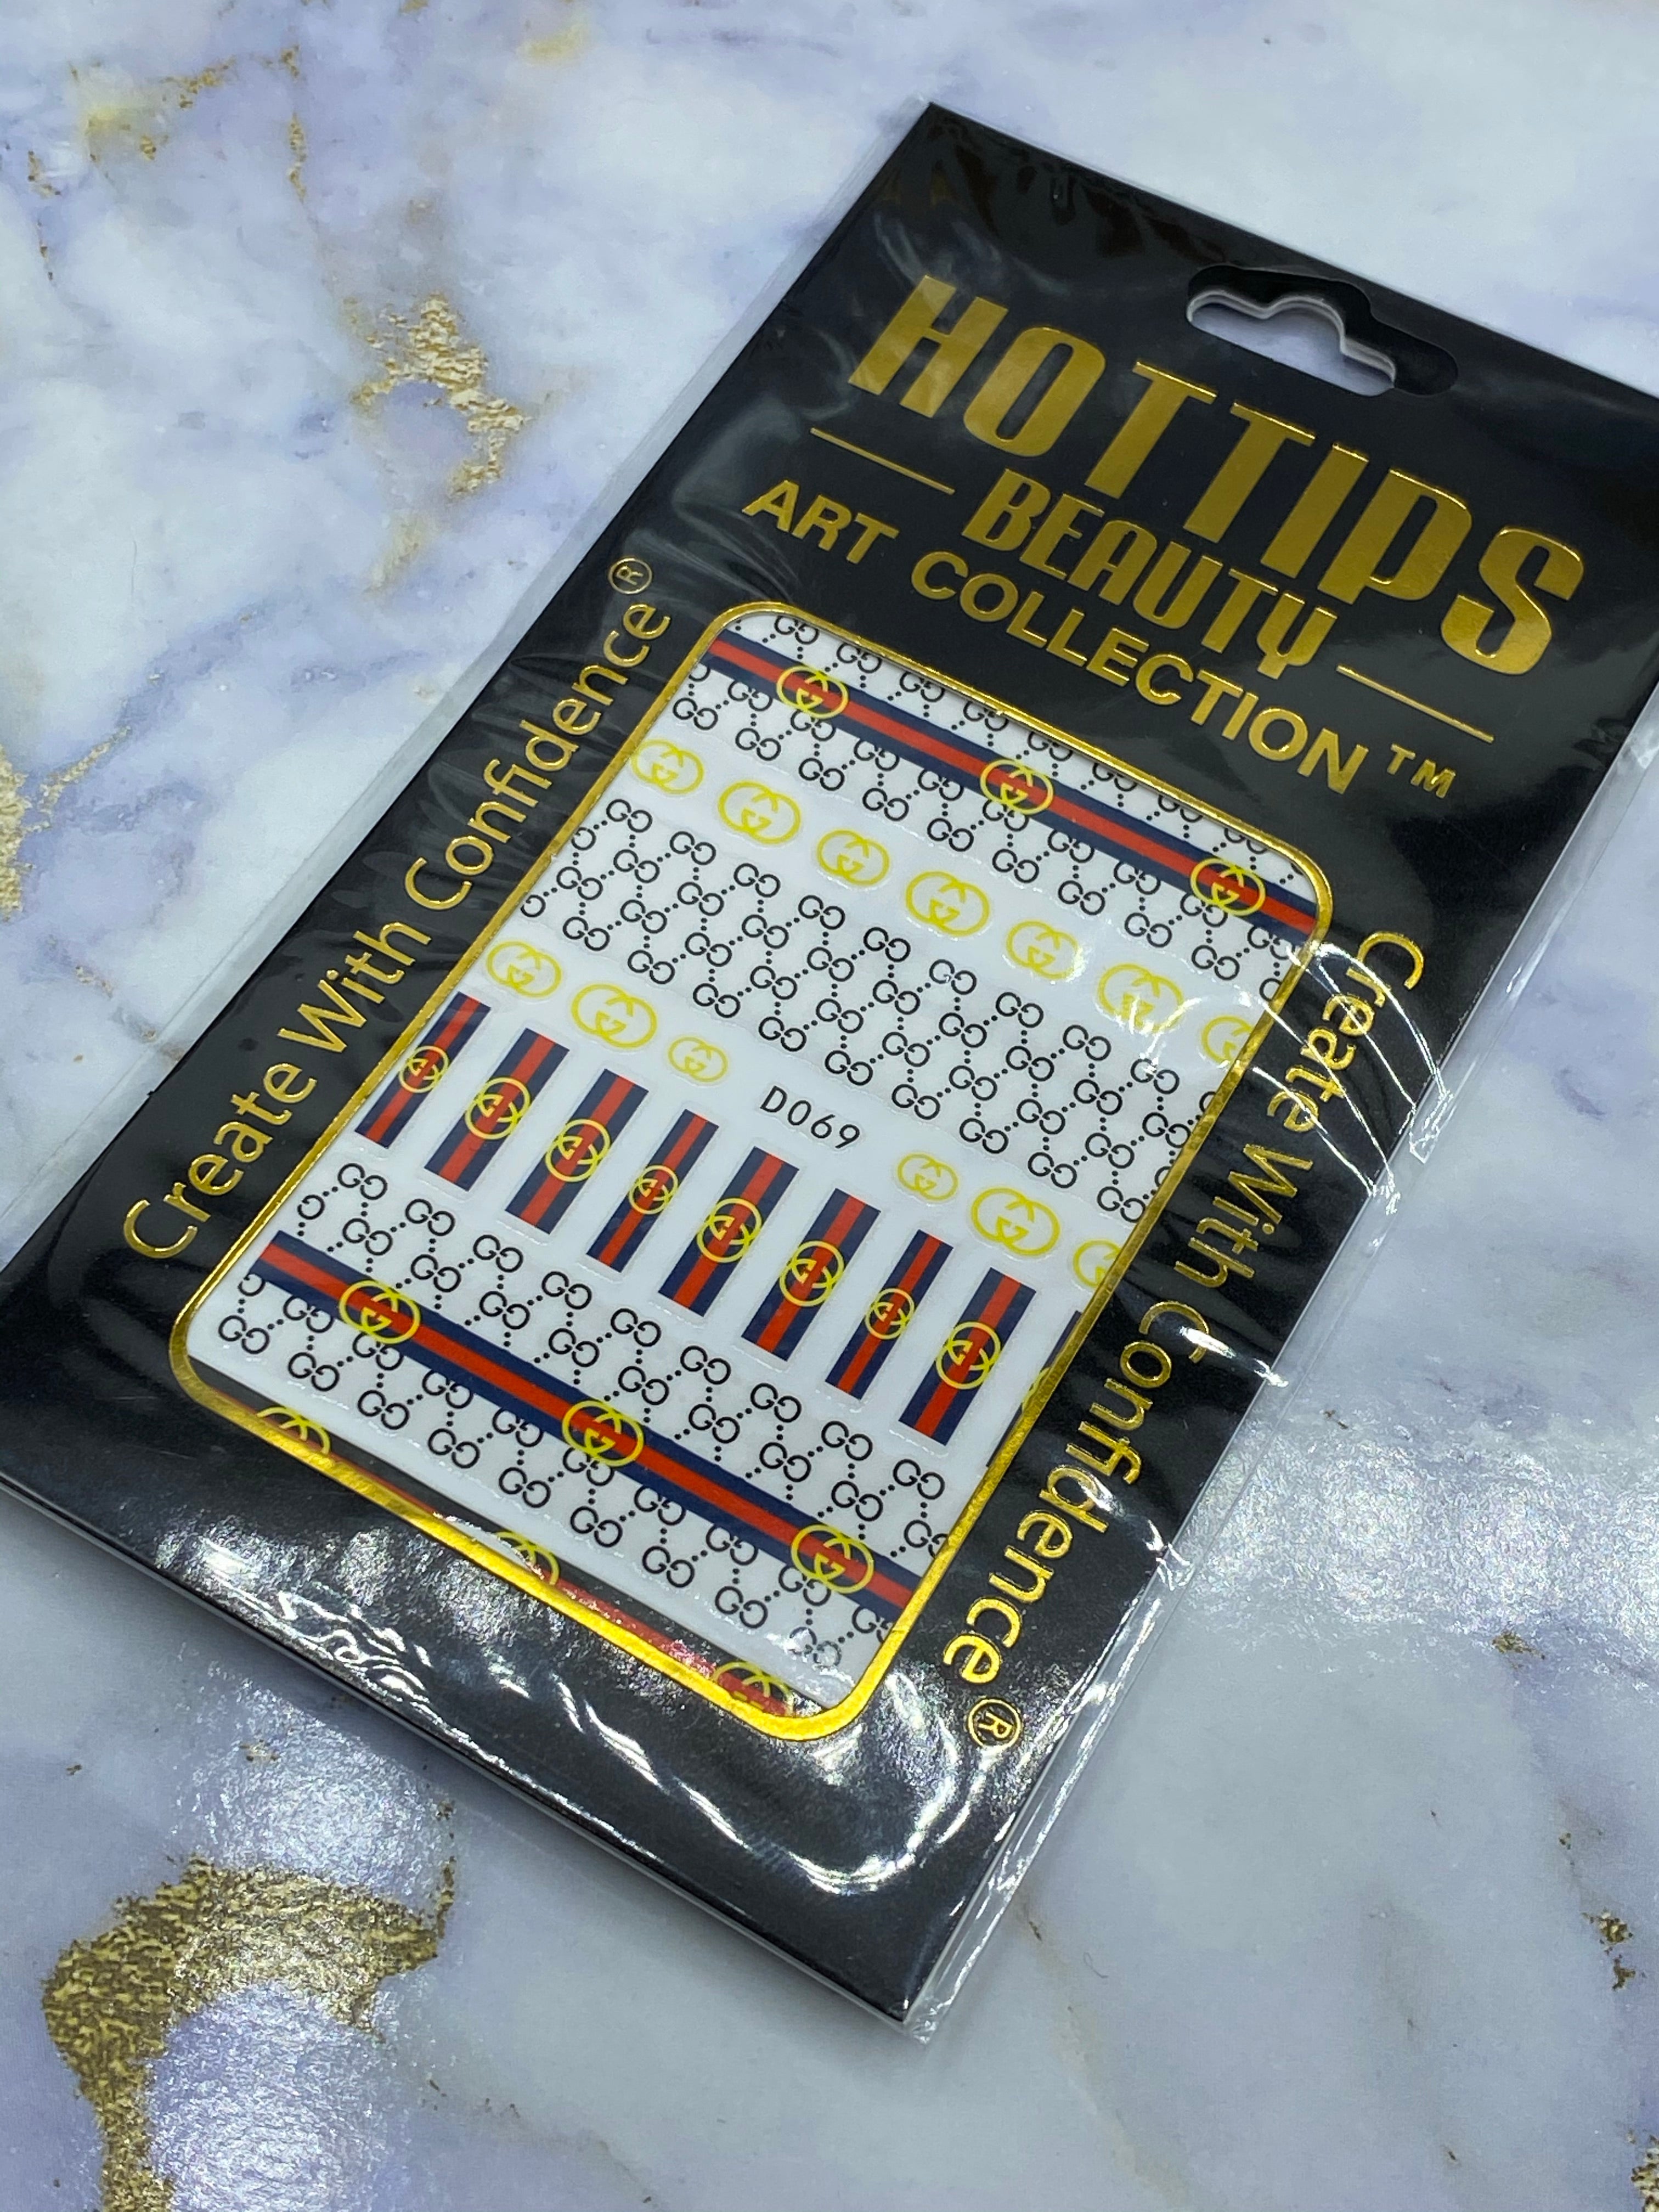 HOTTIPS
BEAUTY
ART COLLECTION™
Create With Confidence®
Create With Confidence®
D069